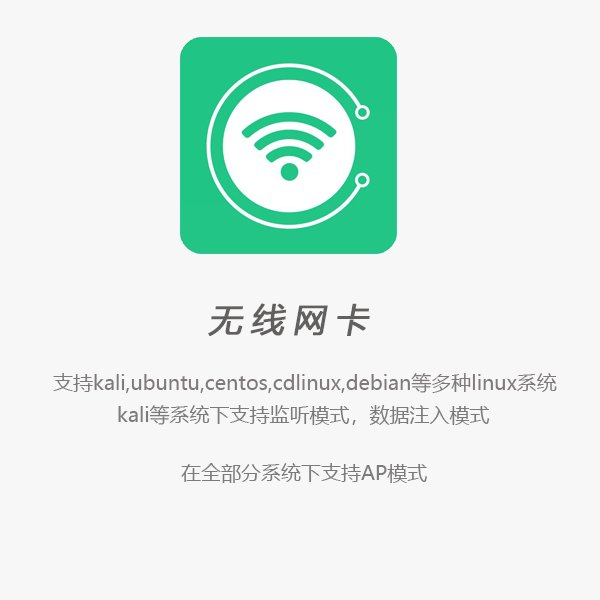 无线网卡
支持kali,ubuntu,centos,cdlinux,debian等多种linux系统
kali等系统下支持监听模式，数据注入模式
在全部分系统下支持AP模式